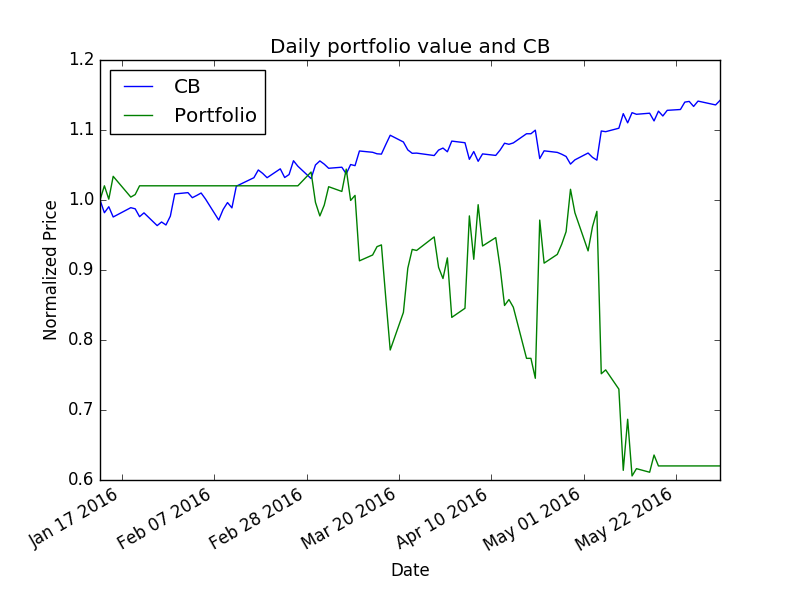 Daily portfolio value and CB
CB
Portfolio
1.2
1.1
1.0
0.9
0.8
0.7
0.6
Normalized Price
Jan 17 2016
Feb 07 2016
Feb 28 2016
Mar 20 2016
Apr 10 2016
May 01 2016
May 22 2016
Date